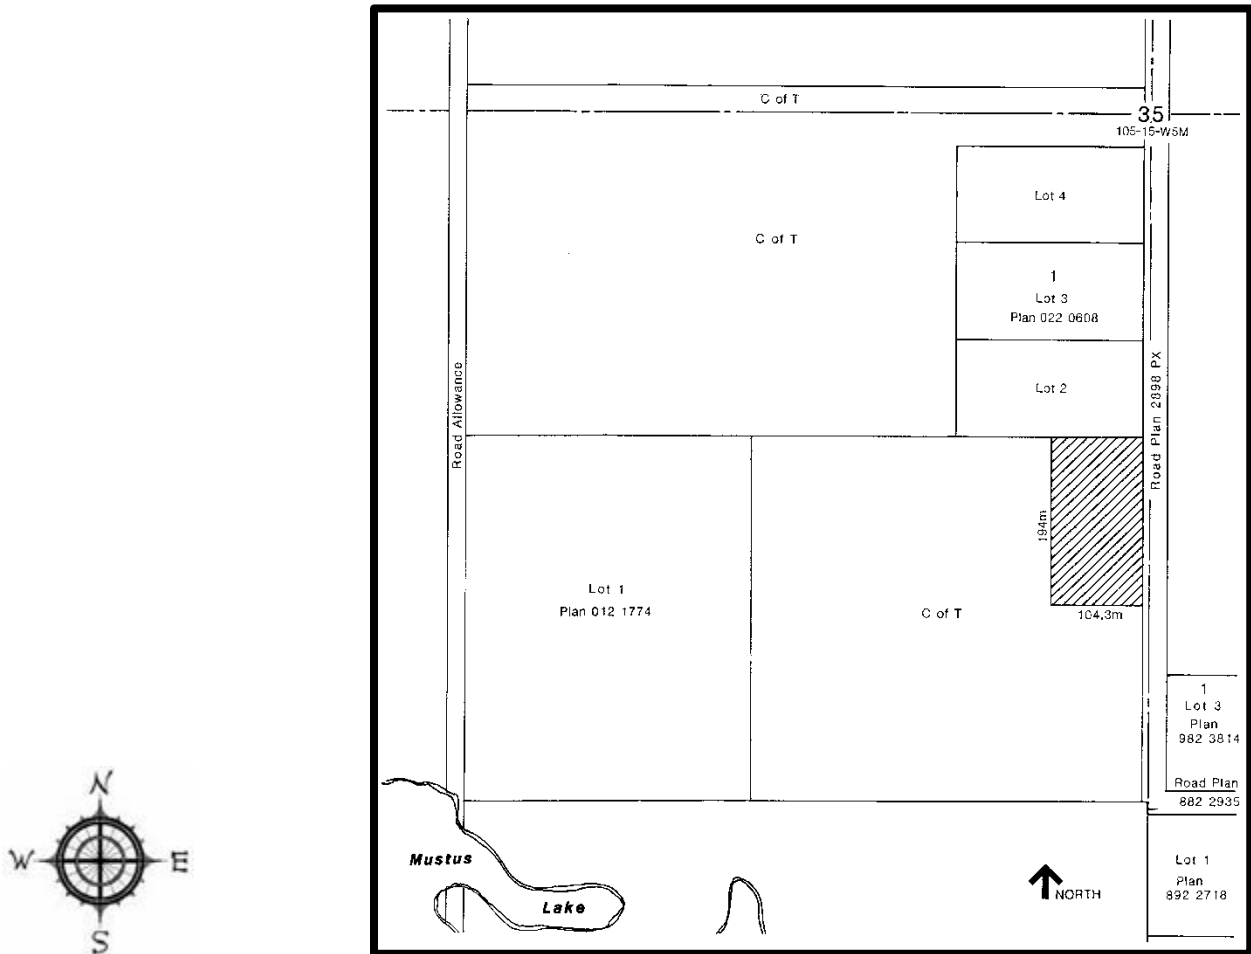 C of T
35
105-15-W5M
Lot 4
C of T
1
Lot 3
Plan 022 0608
Lot 2
Road Allowance
Road Plan 2898 PX
194m
104.3m
Lot 1
Plan 012 1774
C of T
1
Lot 3
Plan
982 3814
Road Plan
882 2935
Mustus
Lake
NORTH
Lot 1
Plan
892 2718
N
W
E
S